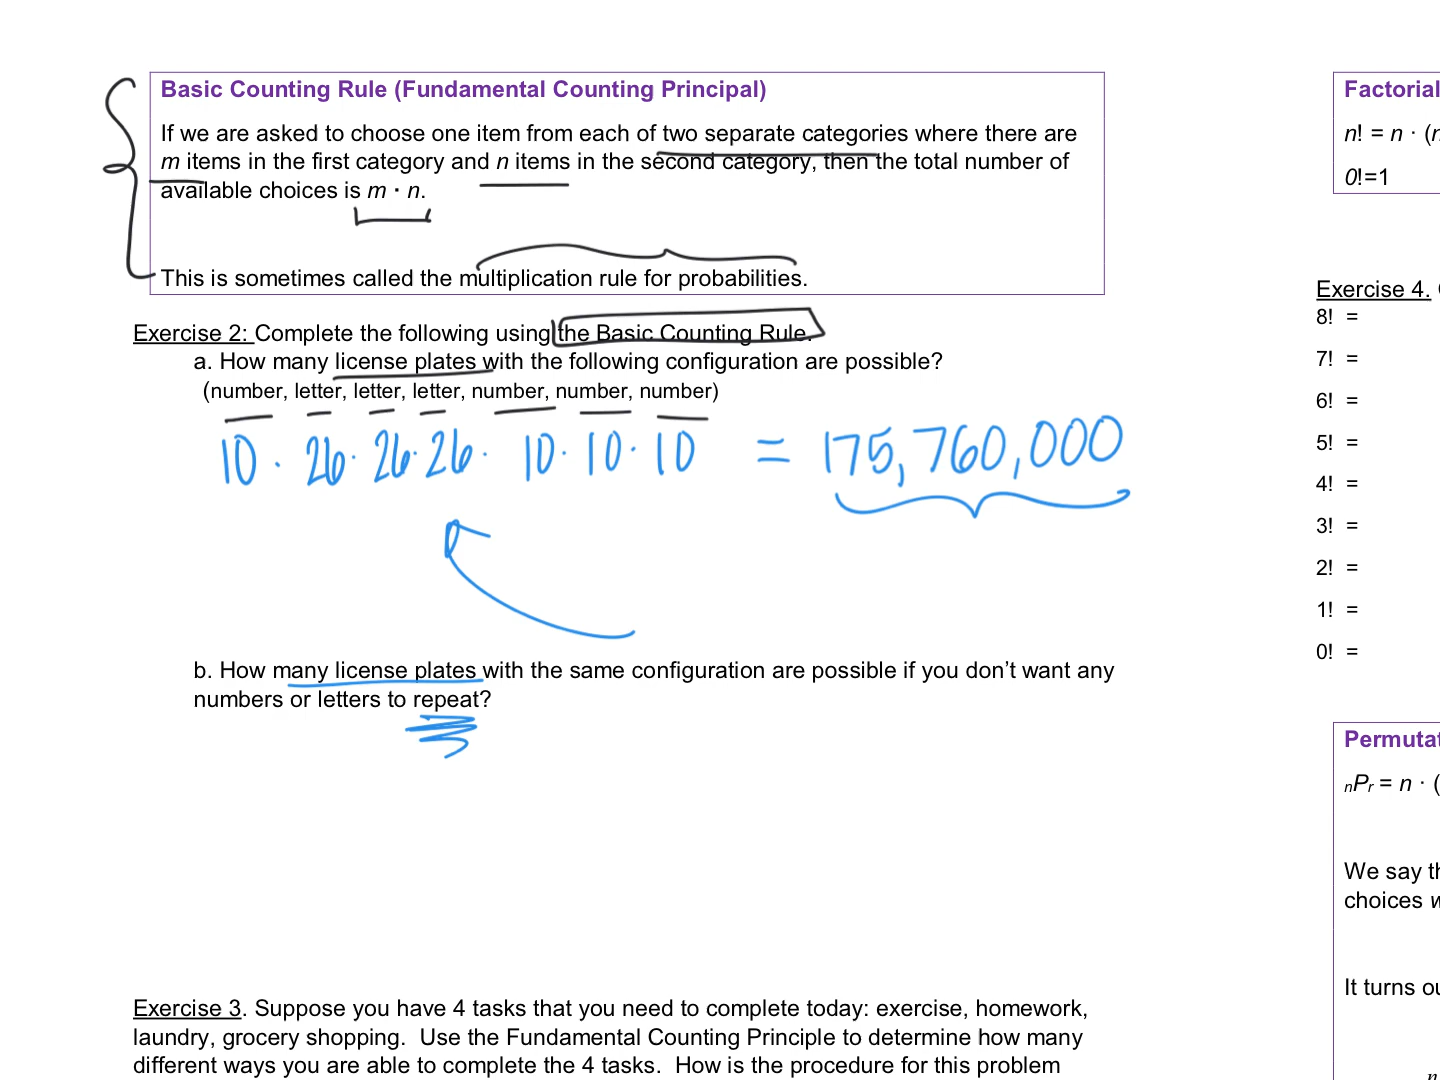 Basic Counting Rule (Fundamental Counting Principal)
If we are asked to choose one item from each of two separate categories where there are
m items in the first category and n items in the second category, then the total number of
available choices is m · n.
This is sometimes called the multiplication rule for probabilities.
Exercise 2: Complete the following using the Basic Counting Rule.
a. How many license plates with the following configuration are possible?
(number, letter, letter, letter, number, number, number)
10 · 26 · 26 · 26 · 10 · 10 · 10 = 175,760,000
b. How many license plates with the same configuration are possible if you don’t want any
numbers or letters to repeat?
Exercise 3. Suppose you have 4 tasks that you need to complete today: exercise, homework,
laundry, grocery shopping. Use the Fundamental Counting Principle to determine how many
different ways you are able to complete the 4 tasks. How is the procedure for this problem
Factorial
n! = n · (n
0!=1
Exercise 4.
8! =
7! =
6! =
5! =
4! =
3! =
2! =
1! =
0! =
Permutat
nPr = n · (
We say th
choices w
It turns ou
n